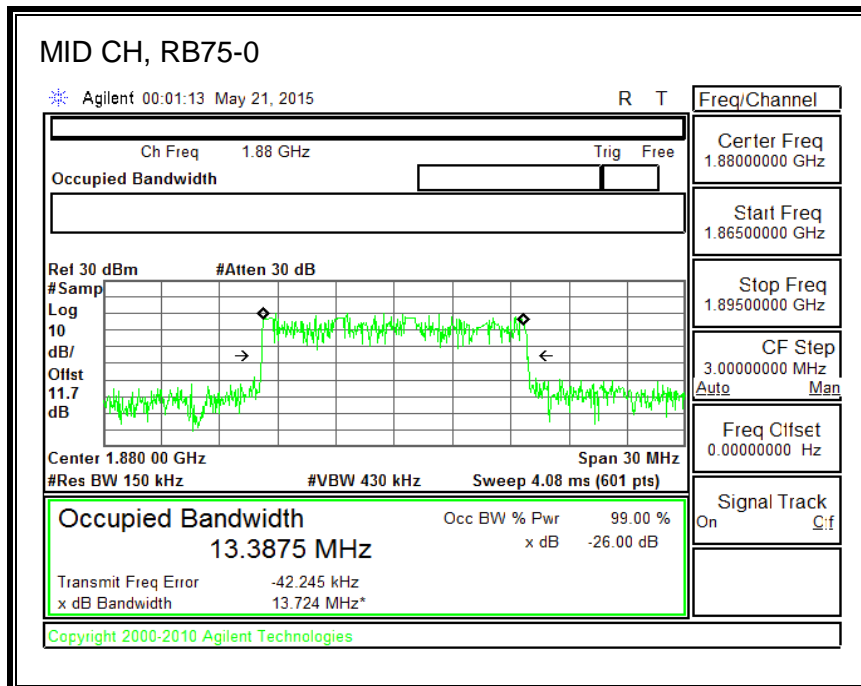 MID CH, RB75-0
Agilent 00:01:13 May 21, 2015 R T
Ch Freq 1.88 GHz Trig Free
Occupied Bandwidth
Ref 30 dBm #Atten 30 dB
#Samp
Log
10
dB/
Offst
11.7
dB
Center 1.880 00 GHz Span 30 MHz
#Res BW 150 kHz #VBW 430 kHz Sweep 4.08 ms (601 pts)
Occupied Bandwidth Occ BW % Pwr 99.00 %
13.3875 MHz x dB -26.00 dB
Transmit Freq Error -42.245 kHz
x dB Bandwidth 13.724 MHz*
Copyright 2000-2010 Agilent Technologies
Freq/Channel
Center Freq
1.88000000 GHz
Start Freq
1.86500000 GHz
Stop Freq
1.89500000 GHz
CF Step
3.00000000 MHz
Auto Man
Freq Offset
0.00000000 Hz
Signal Track
On Off